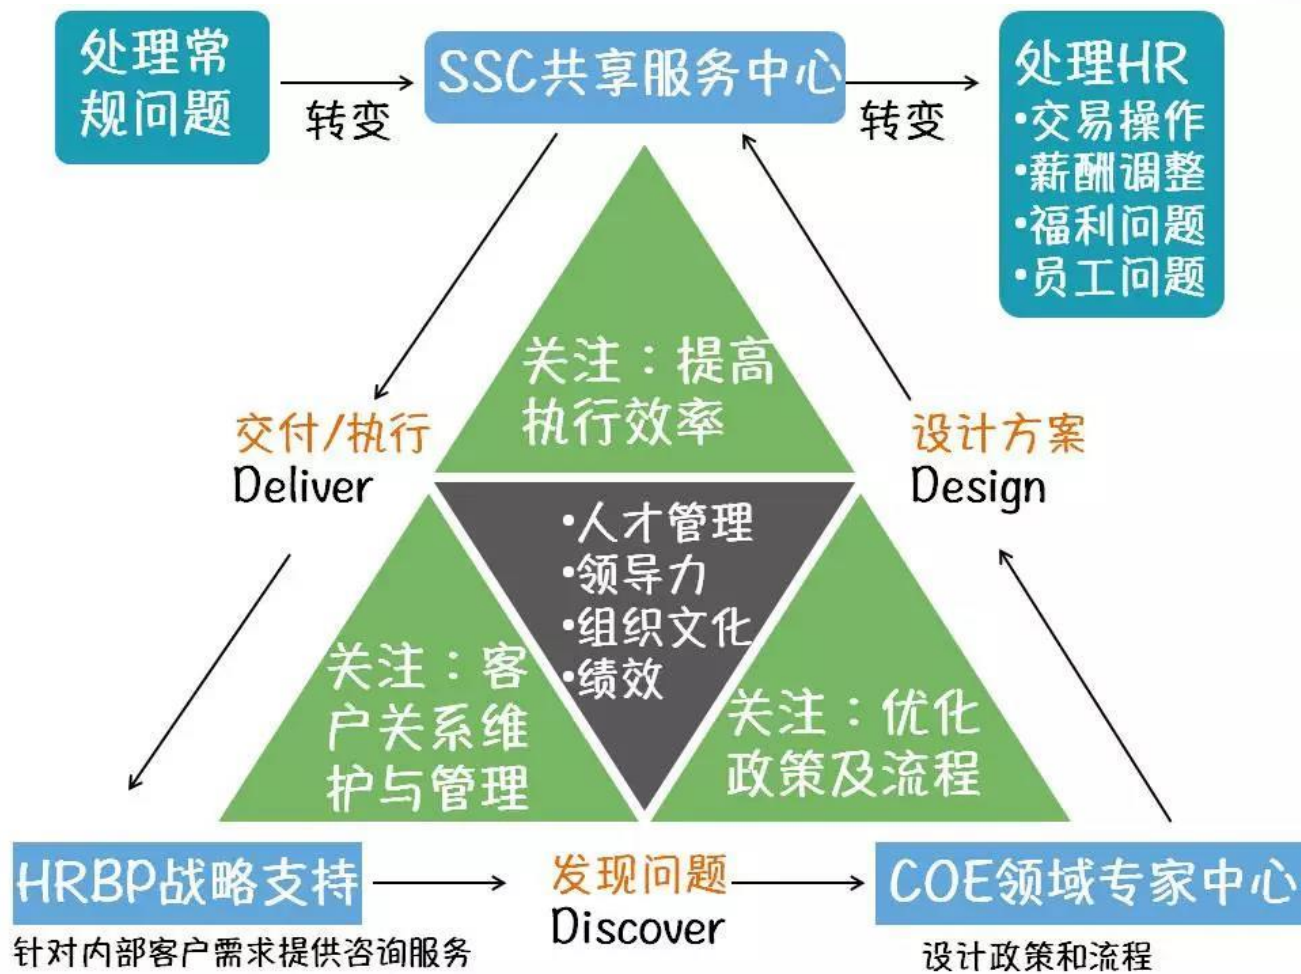 处理常
规问题
转变
SSC共享服务中心
转变
处理HR
•交易操作
•薪酬调整
•福利问题
•员工问题
关注：提高
执行效率
交付/执行
Deliver
设计方案
Design
•人才管理
•领导力
•组织文化
•绩效
关注：客
户关系维
护与管理
关注：优化
政策及流程
HRBP战略支持
针对内部客户需求提供咨询服务
发现问题
Discover
COE领域专家中心
设计政策和流程